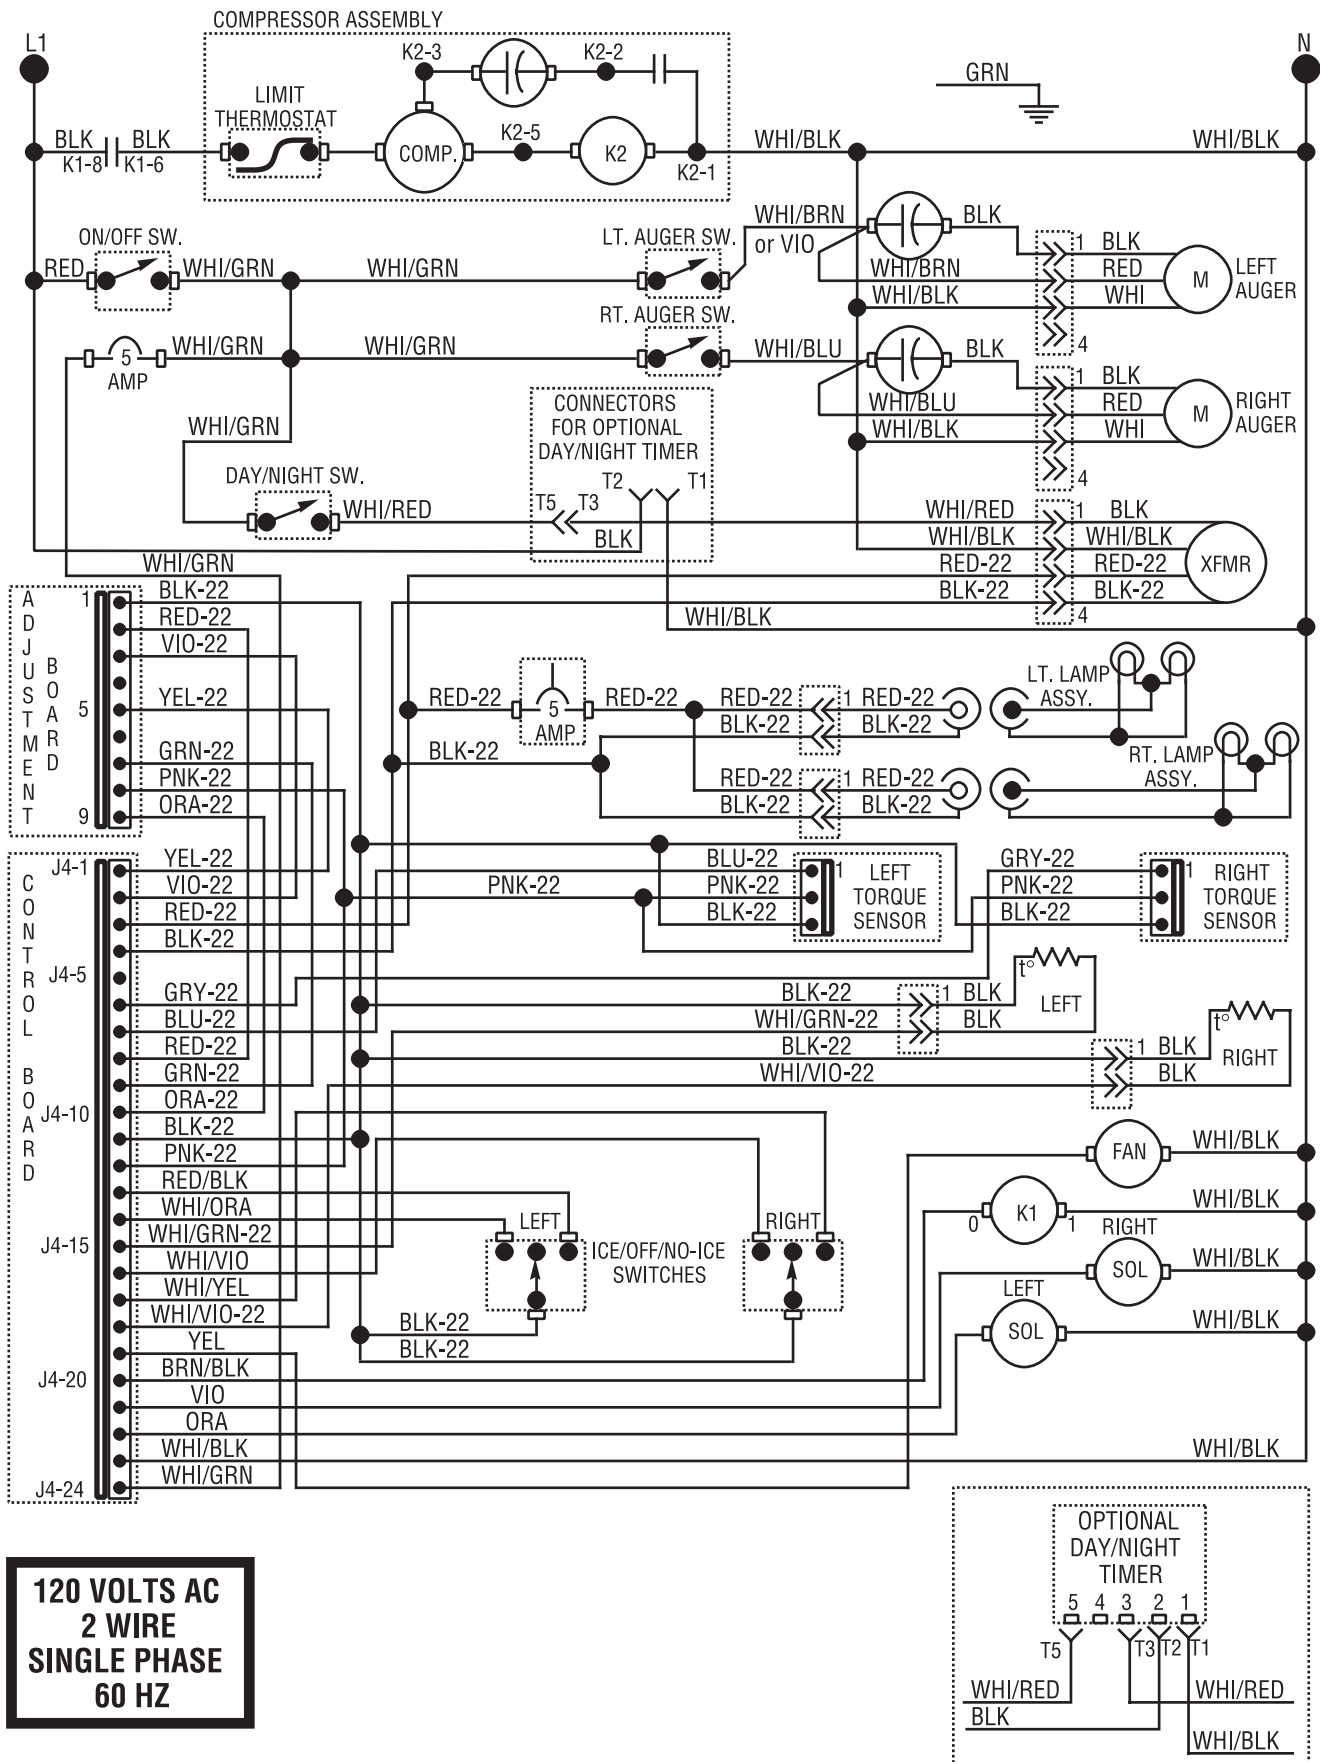 COMPRESSOR ASSEMBLY
L1
N
K2-3
K2-2
GRN
LIMIT
THERMOSTAT
BLK
BLK
K1-8
K1-6
COMP.
K2-5
K2
K2-1
WHI/BLK
WHI/BLK
ON/OFF SW.
RED
WHI/GRN
WHI/GRN
LT. AUGER SW.
WHI/BRN
or VIO
BLK
WHI/BRN
WHI/BLK
1
BLK
RED
WHI
4
M
LEFT
AUGER
5
AMP
WHI/GRN
WHI/GRN
RT. AUGER SW.
WHI/BLU
BLK
WHI/BLU
WHI/BLK
1
BLK
RED
WHI
4
M
RIGHT
AUGER
WHI/GRN
CONNECTORS
FOR OPTIONAL
DAY/NIGHT TIMER
T2
T1
T5
T3
BLK
DAY/NIGHT SW.
WHI/RED
WHI/RED
WHI/BLK
RED-22
BLK-22
1
BLK
WHI/BLK
RED-22
BLK-22
4
XFMR
WHI/GRN
WHI/BLK
ADJUSTMENT
BOARD
1
5
9
BLK-22
RED-22
VIO-22
YEL-22
GRN-22
PNK-22
ORA-22
RED-22
5
AMP
RED-22
BLK-22
RED-22
BLK-22
1
RED-22
BLK-22
LT. LAMP
ASSY.
RED-22
BLK-22
1
RED-22
BLK-22
RT. LAMP
ASSY.
CONTROL
BOARD
J4-1
J4-5
J4-10
J4-15
J4-20
J4-24
YEL-22
VIO-22
RED-22
BLK-22
GRY-22
BLU-22
RED-22
GRN-22
ORA-22
BLK-22
PNK-22
RED/BLK
WHI/ORA
WHI/GRN-22
WHI/VIO
WHI/YEL
WHI/VIO-22
YEL
BRN/BLK
VIO
ORA
WHI/BLK
WHI/GRN
PNK-22
BLU-22
PNK-22
BLK-22
1
LEFT
TORQUE
SENSOR
GRY-22
PNK-22
BLK-22
1
RIGHT
TORQUE
SENSOR
BLK-22
WHI/GRN-22
1
BLK
BLK
t°
LEFT
BLK-22
WHI/VIO-22
1
BLK
BLK
t°
RIGHT
FAN
WHI/BLK
0
K1
1
WHI/BLK
RIGHT
SOL
WHI/BLK
LEFT
SOL
WHI/BLK
LEFT
ICE/OFF/NO-ICE
SWITCHES
RIGHT
BLK-22
BLK-22
WHI/BLK
120 VOLTS AC
2 WIRE
SINGLE PHASE
60 HZ
OPTIONAL
DAY/NIGHT
TIMER
5 4 3 2 1
T5
T3
T2
T1
WHI/RED
WHI/RED
BLK
WHI/BLK